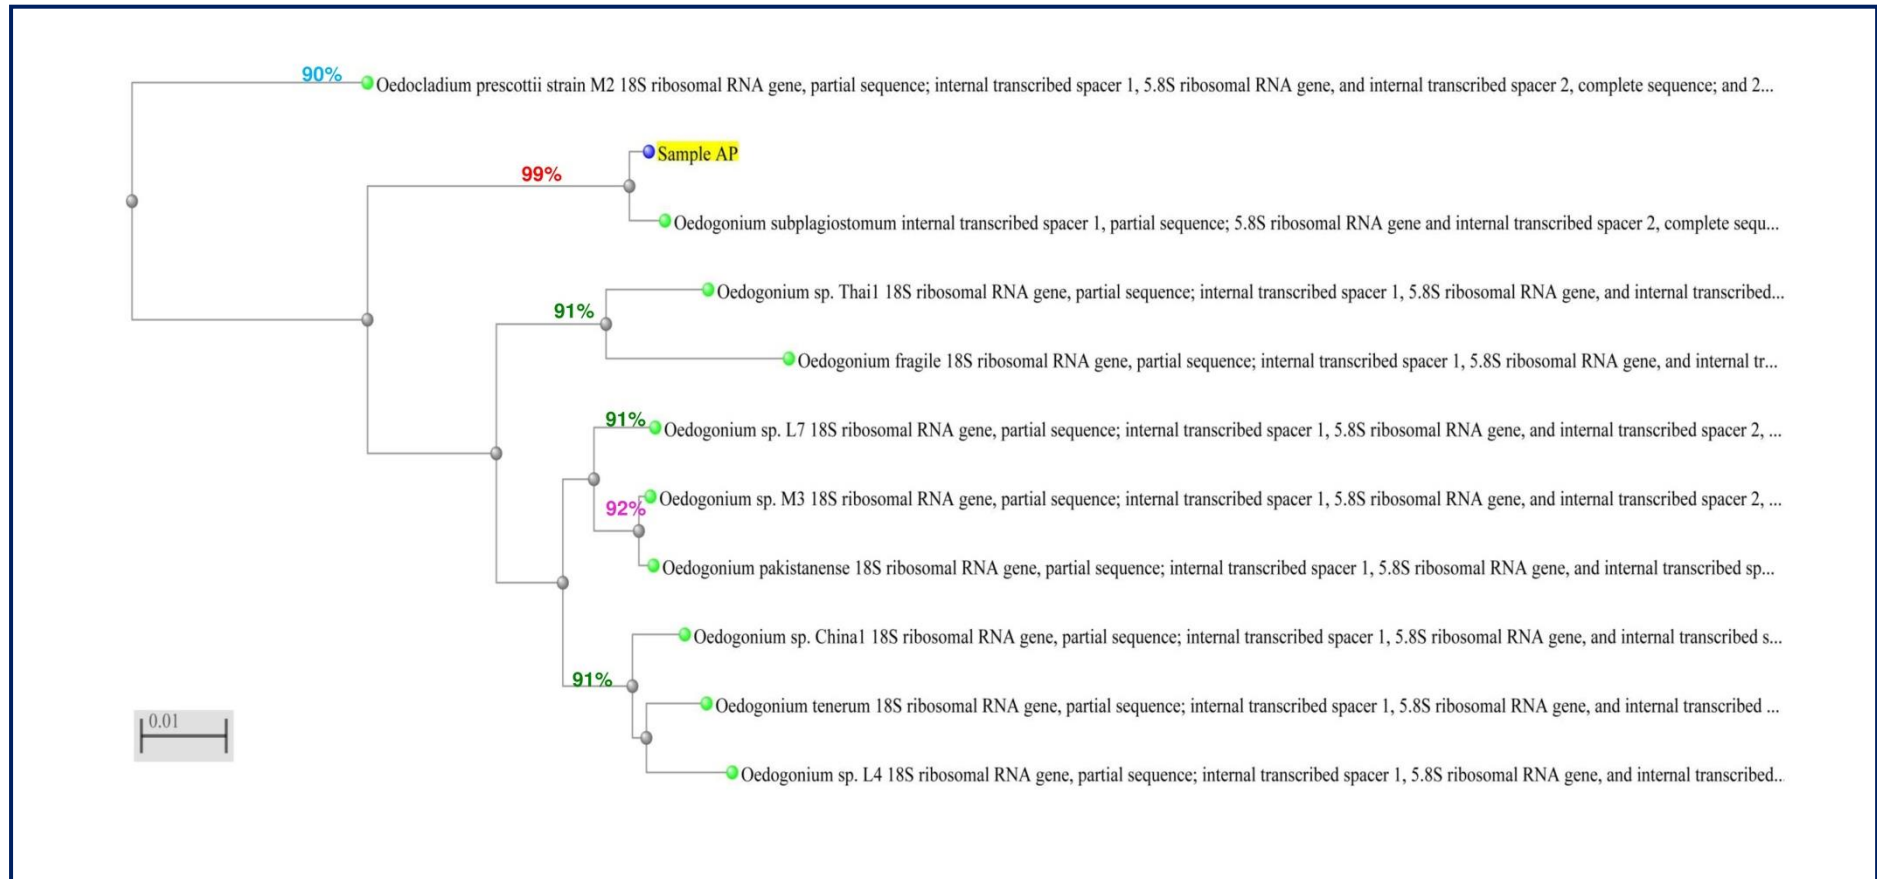 90%
Oedocladium prescottii strain M2 18S ribosomal RNA gene, partial sequence; internal transcribed spacer 1, 5.8S ribosomal RNA gene, and internal transcribed spacer 2, complete sequence; and 2...
Sample AP
99%
Oedogonium subplagiostomum internal transcribed spacer 1, partial sequence; 5.8S ribosomal RNA gene and internal transcribed spacer 2, complete sequ...
Oedogonium sp. Thai1 18S ribosomal RNA gene, partial sequence; internal transcribed spacer 1, 5.8S ribosomal RNA gene, and internal transcribed...
91%
Oedogonium fragile 18S ribosomal RNA gene, partial sequence; internal transcribed spacer 1, 5.8S ribosomal RNA gene, and internal tr...
91%
Oedogonium sp. L7 18S ribosomal RNA gene, partial sequence; internal transcribed spacer 1, 5.8S ribosomal RNA gene, and internal transcribed spacer 2, ...
Oedogonium sp. M3 18S ribosomal RNA gene, partial sequence; internal transcribed spacer 1, 5.8S ribosomal RNA gene, and internal transcribed spacer 2, ...
92%
Oedogonium pakistanense 18S ribosomal RNA gene, partial sequence; internal transcribed spacer 1, 5.8S ribosomal RNA gene, and internal transcribed sp...
Oedogonium sp. China1 18S ribosomal RNA gene, partial sequence; internal transcribed spacer 1, 5.8S ribosomal RNA gene, and internal transcribed s...
91%
Oedogonium tenerum 18S ribosomal RNA gene, partial sequence; internal transcribed spacer 1, 5.8S ribosomal RNA gene, and internal transcribed ...
0.01
Oedogonium sp. L4 18S ribosomal RNA gene, partial sequence; internal transcribed spacer 1, 5.8S ribosomal RNA gene, and internal transcribed..